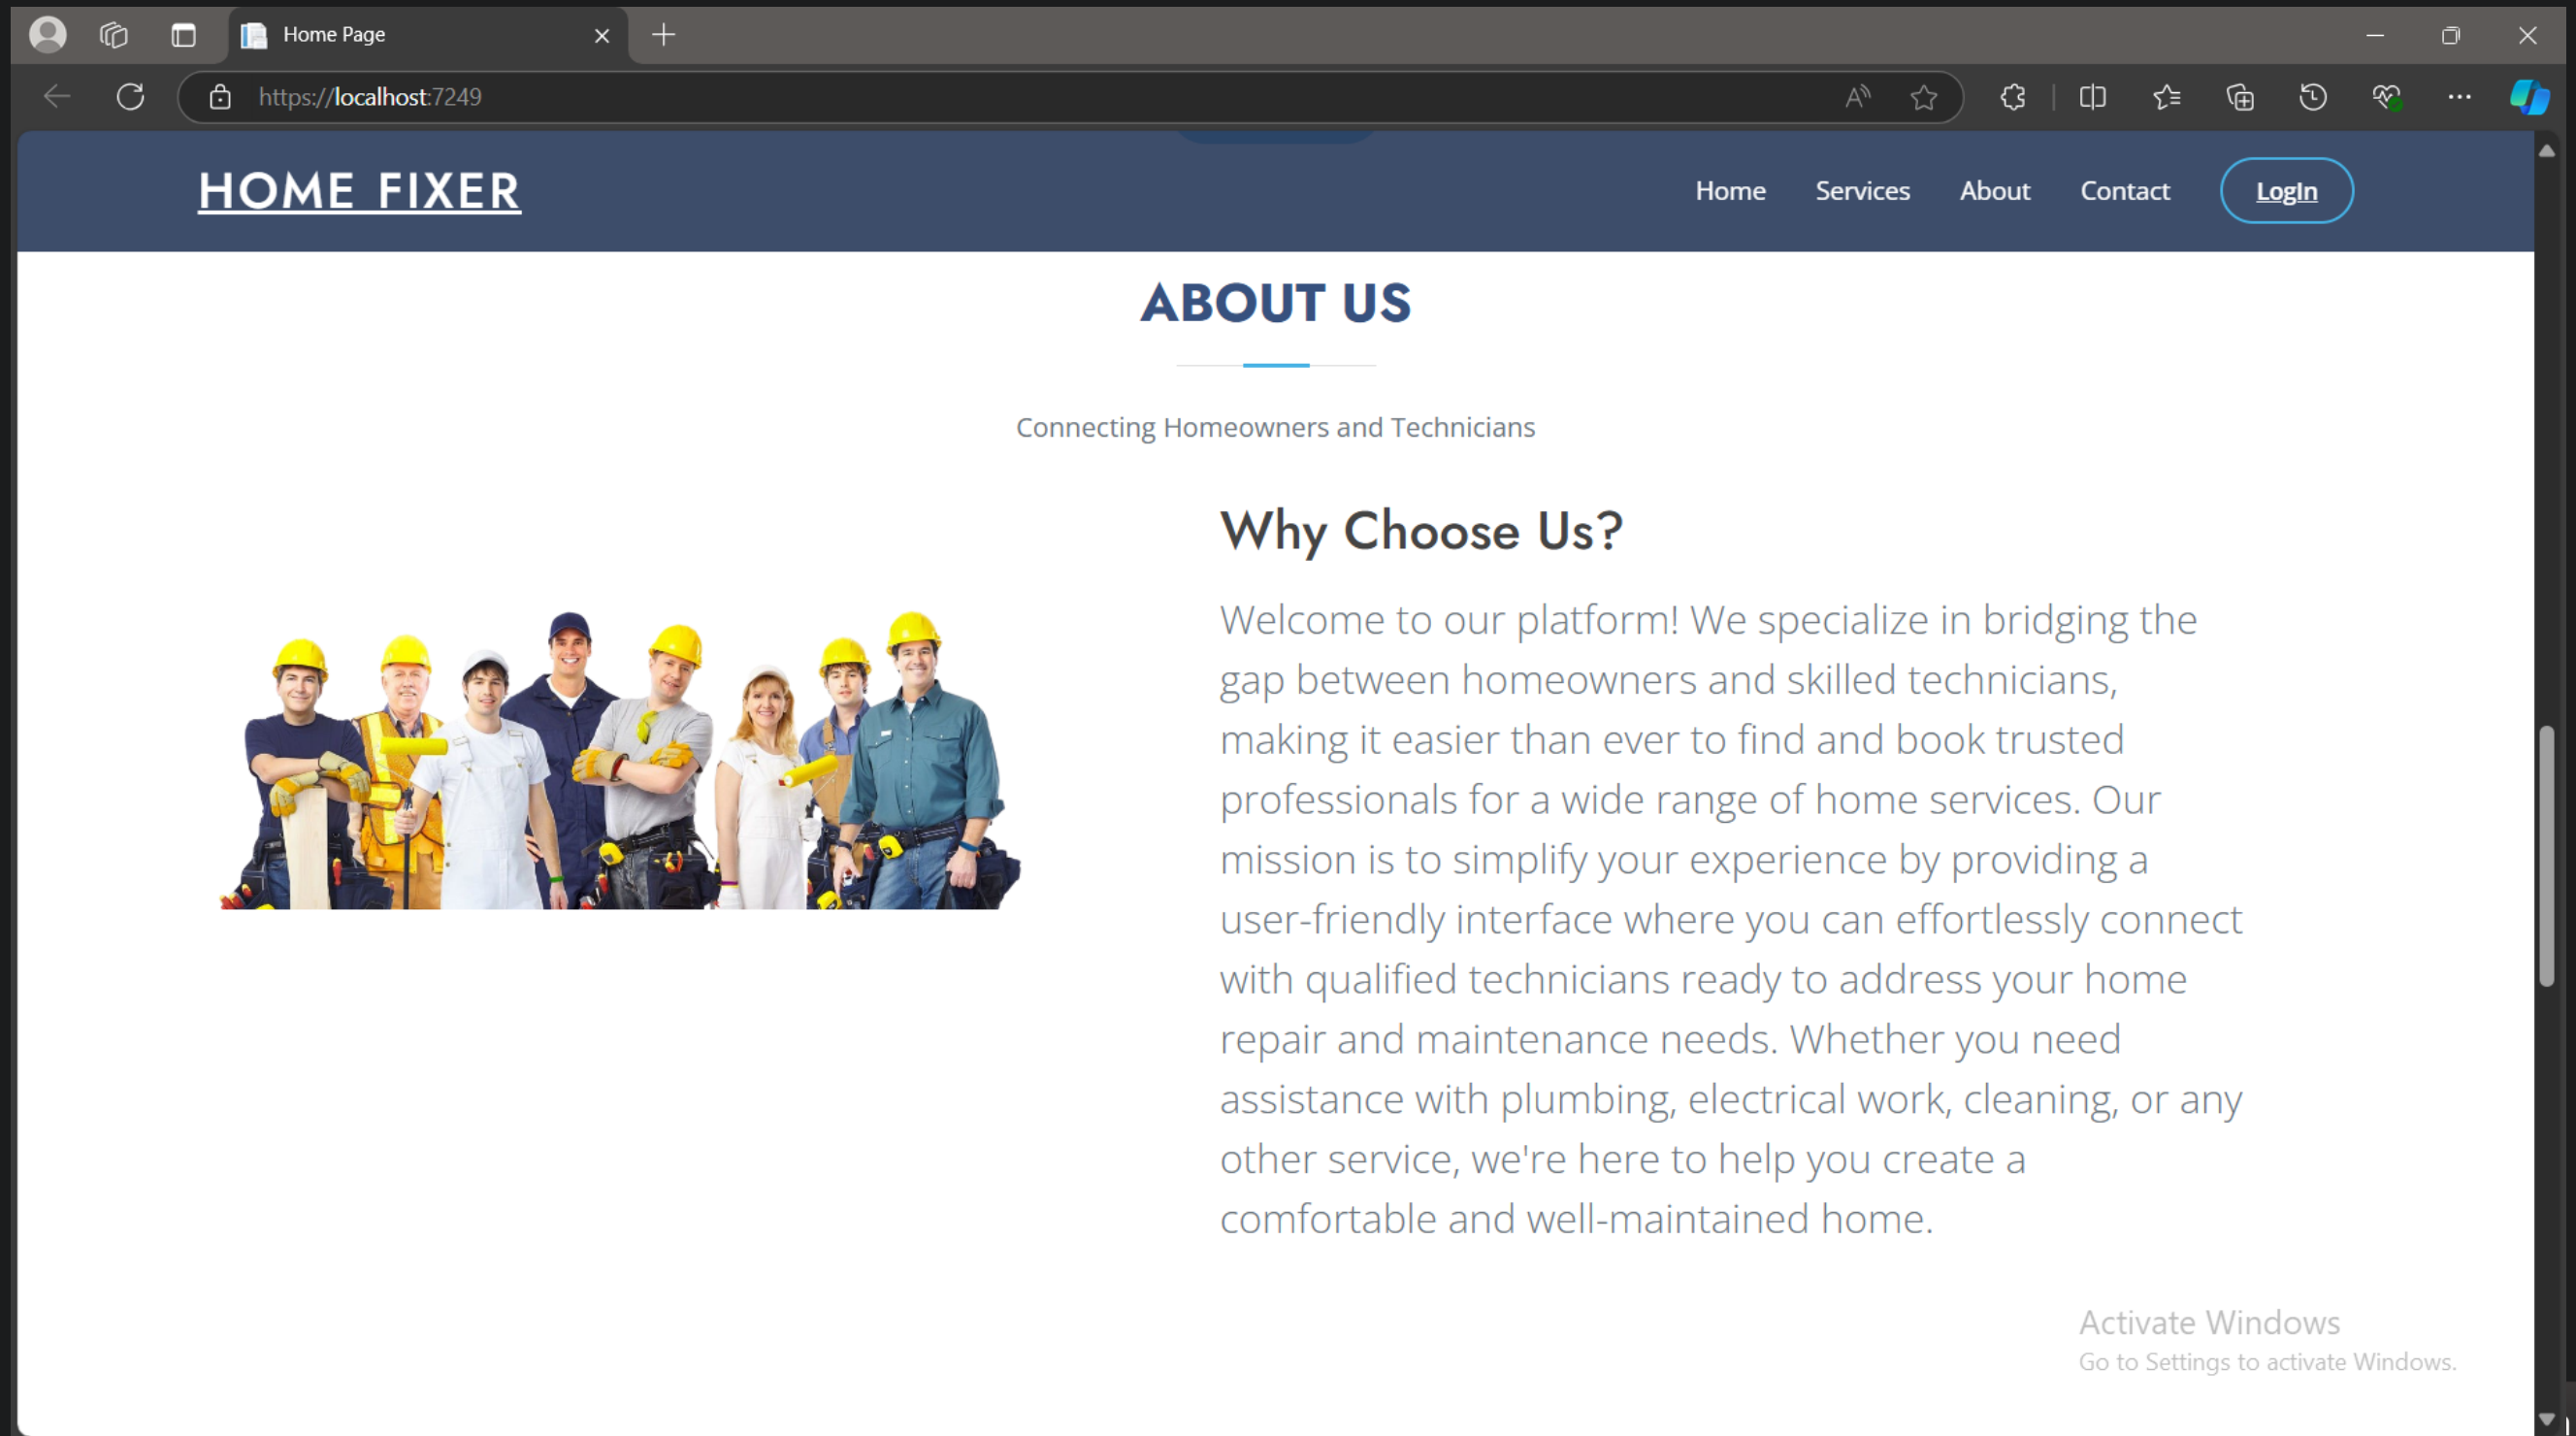 Home Page
https://localhost:7249
HOME FIXER
Home Services About Contact LogIn
ABOUT US
Connecting Homeowners and Technicians
Why Choose Us?
Welcome to our platform! We specialize in bridging the
gap between homeowners and skilled technicians,
making it easier than ever to find and book trusted
professionals for a wide range of home services. Our
mission is to simplify your experience by providing a
user-friendly interface where you can effortlessly connect
with qualified technicians ready to address your home
repair and maintenance needs. Whether you need
assistance with plumbing, electrical work, cleaning, or any
other service, we're here to help you create a
comfortable and well-maintained home.
Activate Windows
Go to Settings to activate Windows.